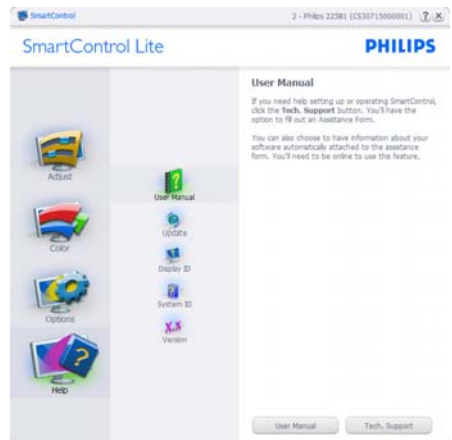 SmartControl
2 - Philips 225B1 (CS30715000001)
SmartControl Lite
PHILIPS
Adjust
Color
Options
Help
User Manual
Update
Display ID
System ID
X.x
Version
User Manual
If you need help setting up or operating SmartControl,
click the Tech. Support button. You'll have the
option to fill out an Assistance Form.
You can also choose to have information about your
software automatically attached to the assistance
form. You'll need to be online to use the feature.
User Manual
Tech. Support